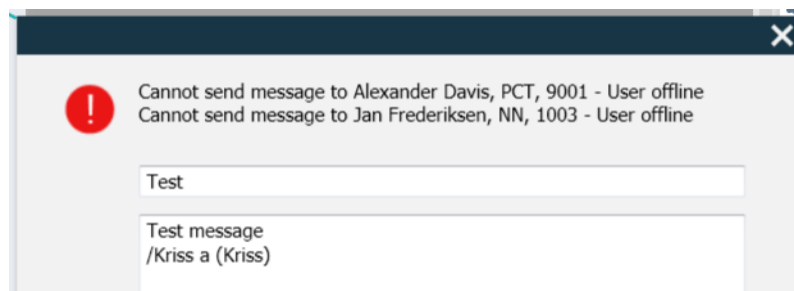 Cannot send message to Alexander Davis, PCT, 9001 - User offline
Cannot send message to Jan Frederiksen, NN, 1003 - User offline
Test
Test message
/Kriss a (Kriss)